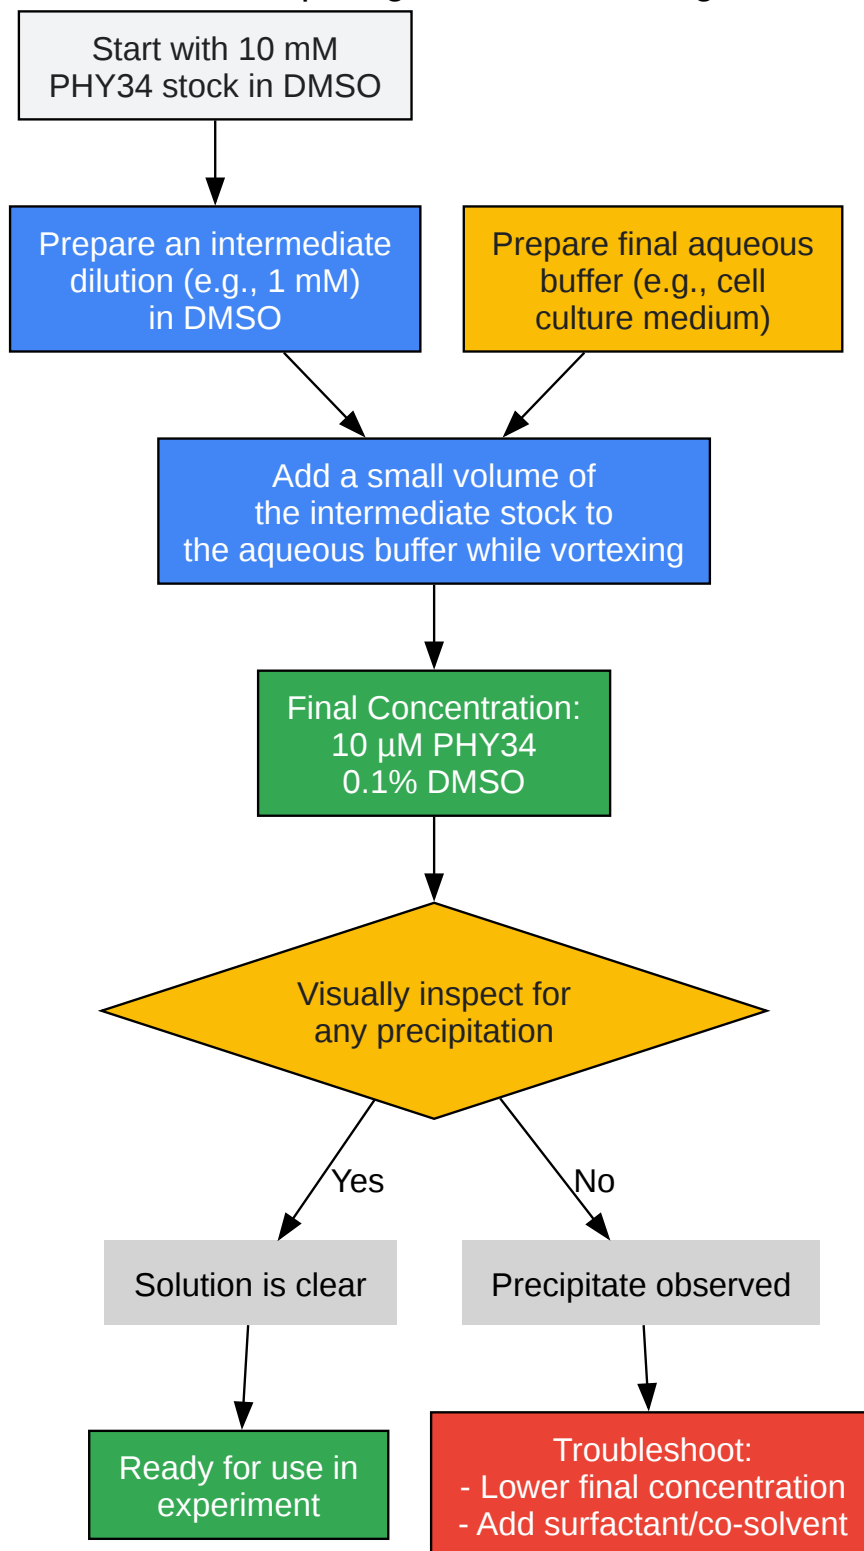 Start with 10 mM
PHY34 stock in DMSO
Prepare an intermediate
dilution (e.g., 1 mM)
in DMSO
Prepare final aqueous
buffer (e.g., cell
culture medium)
Add a small volume of
the intermediate stock to
the aqueous buffer while vortexing
Final Concentration:
10 µM PHY34
0.1% DMSO
Visually inspect for
any precipitation
Yes
No
Solution is clear
Precipitate observed
Ready for use in
experiment
Troubleshoot:
- Lower final concentration
- Add surfactant/co-solvent